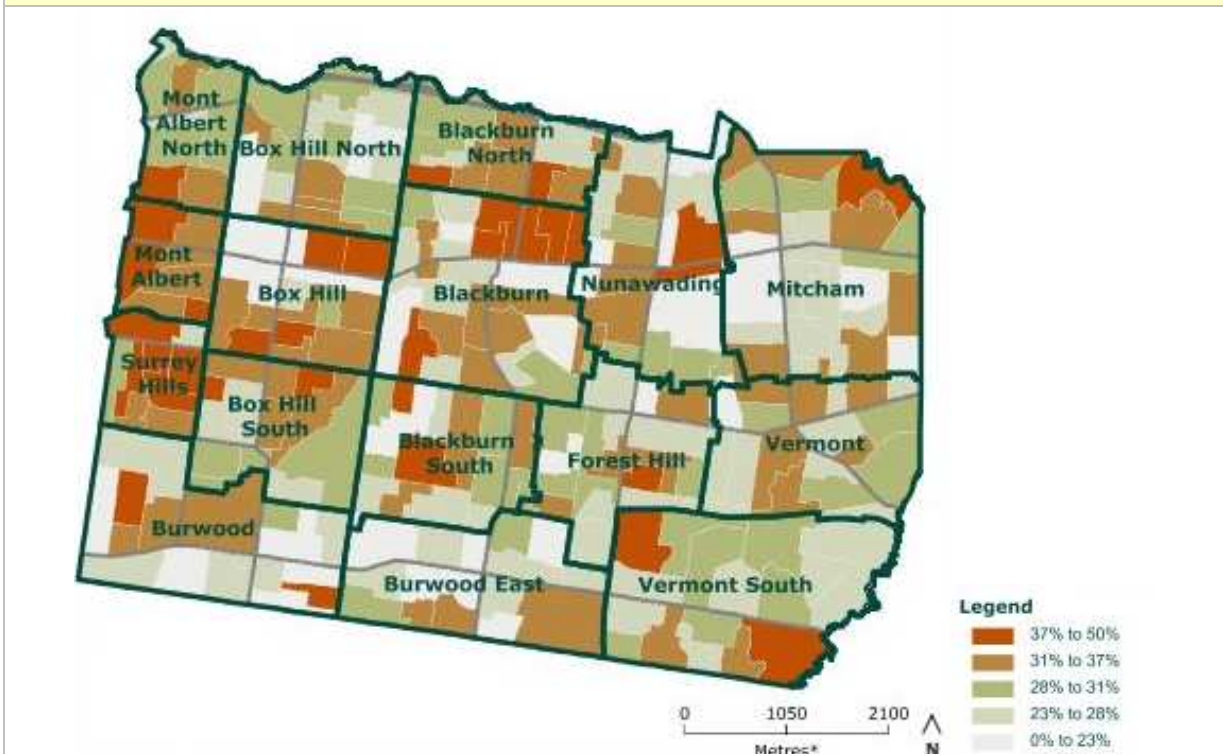 Mont
Albert
North
Box Hill North
Blackburn
North
Mont
Albert
Box Hill
Blackburn
Nunawading
Mitcham
Surrey
Hills
Box Hill
South
Blackburn
South
Forest Hill
Vermont
Burwood
Burwood East
Vermont South
Legend
37% to 50%
31% to 37%
28% to 31%
23% to 28%
0% to 23%
0 1050 2100
Metres*
N